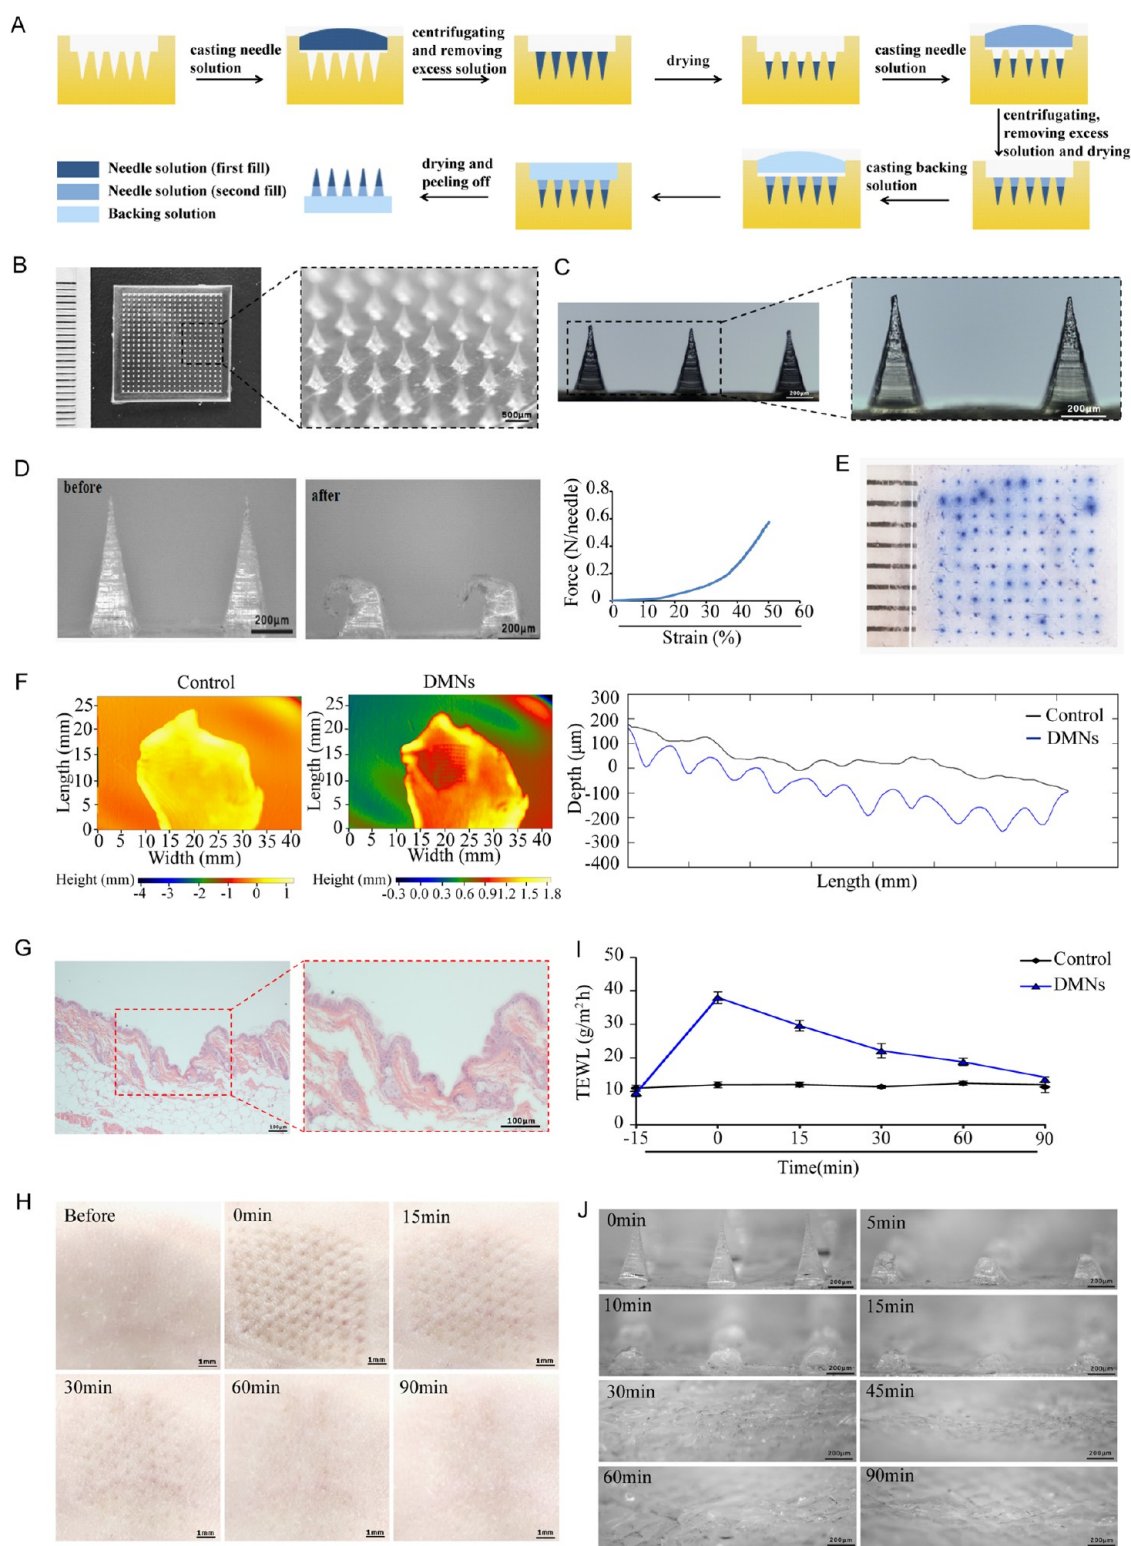 A
casting needle
solution
centrifugating
and removing
excess solution
drying
casting needle
solution
centrifugating,
removing excess
solution and drying
Needle solution (first fill)
Needle solution (second fill)
Backing solution
drying and
peeling off
casting backing
solution
B
500μm
C
200μm
200μm
D
before
200μm
after
200μm
Force (N/needle)
0.8
0.6
0.4
0.2
0
0 10 20 30 40 50 60
Strain (%)
E
F
Control
Length (mm)
25
20
15
10
5
0
0 5 10 15 20 25 30 35 40
Width (mm)
Height (mm)
-4 -3 -2 -1 0 1
DMNs
Length (mm)
25
20
15
10
5
0
0 5 10 15 20 25 30 35 40
Width (mm)
Height (mm)
-0.3 0.0 0.3 0.6 0.9 1.2 1.5 1.8
Depth (μm)
300
200
100
0
-100
-200
-300
-400
Control
DMNs
Length (mm)
G
100μm
100μm
I
TEWL (g/m²h)
50
40
30
20
10
0
Control
DMNs
-15 0 15 30 60 90
Time(min)
H
Before
1mm
0min
1mm
15min
1mm
30min
1mm
60min
1mm
90min
1mm
J
0min
200μm
5min
200μm
10min
200μm
15min
200μm
30min
200μm
45min
200μm
60min
200μm
90min
200μm